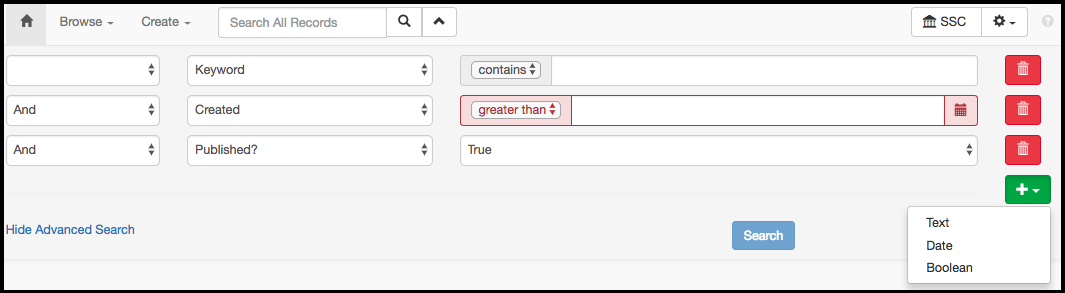 Browse Create Search All Records SSC ?
Keyword contains
And Created greater than
And Published? True
Text
Hide Advanced Search Search
Date
Boolean